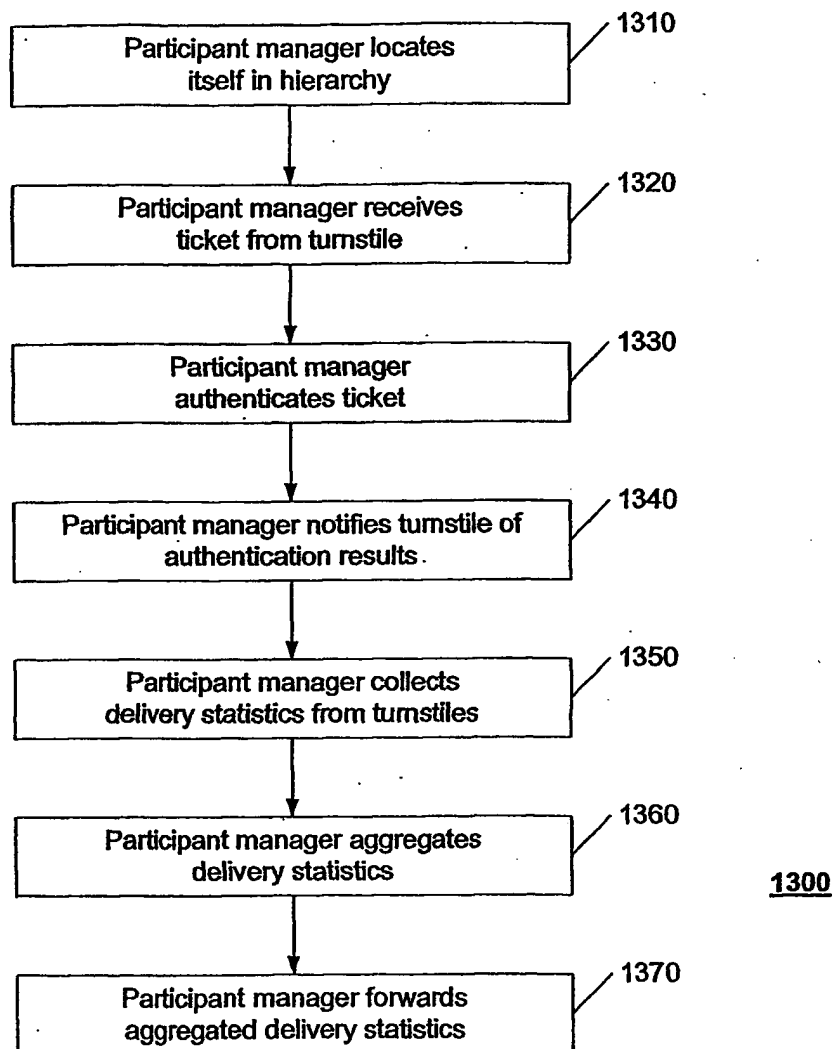 1310
Participant manager locates
itself in hierarchy
1320
Participant manager receives
ticket from turnstile
1330
Participant manager
authenticates ticket
1340
Participant manager notifies turnstile of
authentication results
1350
Participant manager collects
delivery statistics from turnstiles
1360
Participant manager aggregates
delivery statistics
1300
1370
Participant manager forwards
aggregated delivery statistics